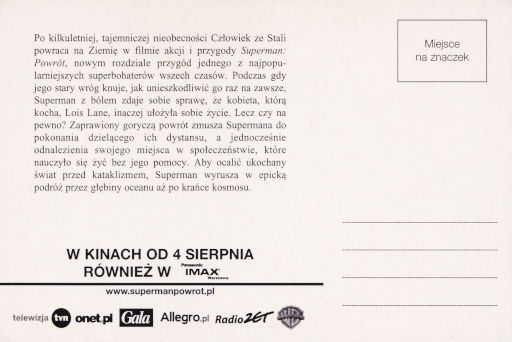 Po kilkuletniej, tajemniczej nieobecności Człowiek ze Stali
powraca na Ziemię w filmie akcji i przygody Superman:
Powrót, nowym rozdziale przygód jednego z najpopu-
larniejszych superbohaterów wszech czasów. Podczas gdy
jego stary wróg knuje, jak unieszkodliwić go raz na zawsze,
Superman z bólem zdaje sobie sprawę, że kobieta, którą
kocha, Lois Lane, inaczej ułożyła sobie życie. Lecz czy na
pewno? Zaprawiony goryczą powrót zmusza Supermana do
pokonania dzielącego ich dystansu, a jednocześnie
odnalezienia swojego miejsca w społeczeństwie, które
nauczyło się żyć bez jego pomocy. Aby ocalić ukochany
świat przed kataklizmem, Superman wyrusza w epicką
podróż przez głębiny oceanu aż po krańce kosmosu.
Miejsce
na znaczek
W KINACH OD 4 SIERPNIA
RÓWNIEŻ W Panasonic IMAX Warszawa
www.supermanpowrot.pl
telewizja tvn onet.pl Gala Allegro.pl Radio ZET WB